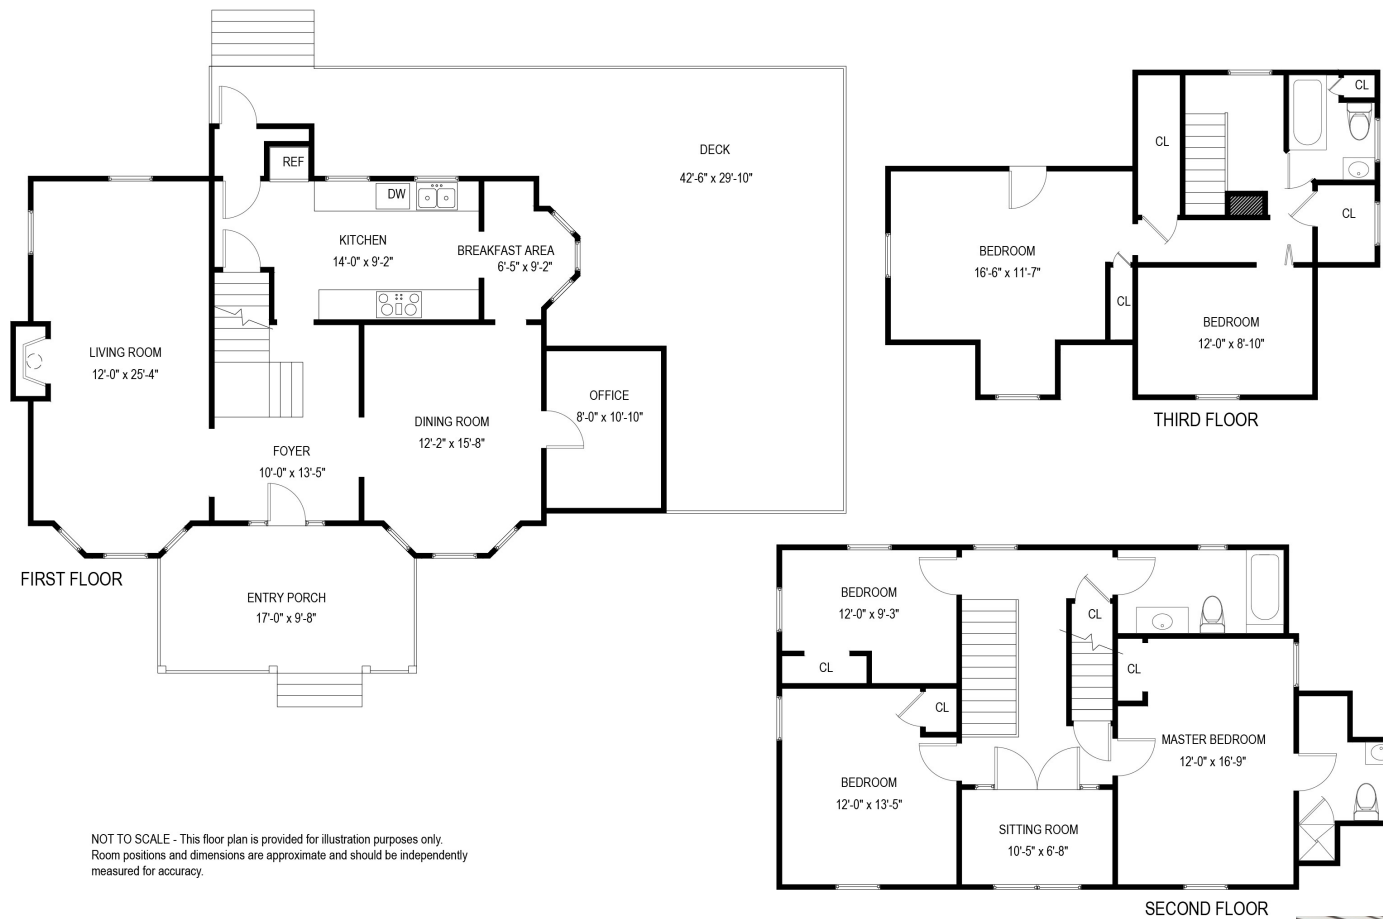 DECK
42'-6" x 29'-10"
REF
DW
KITCHEN
14'-0" x 9'-2"
BREAKFAST AREA
6'-5" x 9'-2"
LIVING ROOM
12'-0" x 25'-4"
OFFICE
8'-0" x 10'-10"
DINING ROOM
12'-2" x 15'-8"
FOYER
10'-0" x 13'-5"
FIRST FLOOR
ENTRY PORCH
17'-0" x 9'-8"
CL
CL
CL
BEDROOM
16'-6" x 11'-7"
CL
BEDROOM
12'-0" x 8'-10"
THIRD FLOOR
BEDROOM
12'-0" x 9'-3"
CL
CL
CL
CL
MASTER BEDROOM
12'-0" x 16'-9"
BEDROOM
12'-0" x 13'-5"
SITTING ROOM
10'-5" x 6'-8"
SECOND FLOOR
NOT TO SCALE - This floor plan is provided for illustration purposes only.
Room positions and dimensions are approximate and should be independently
measured for accuracy.